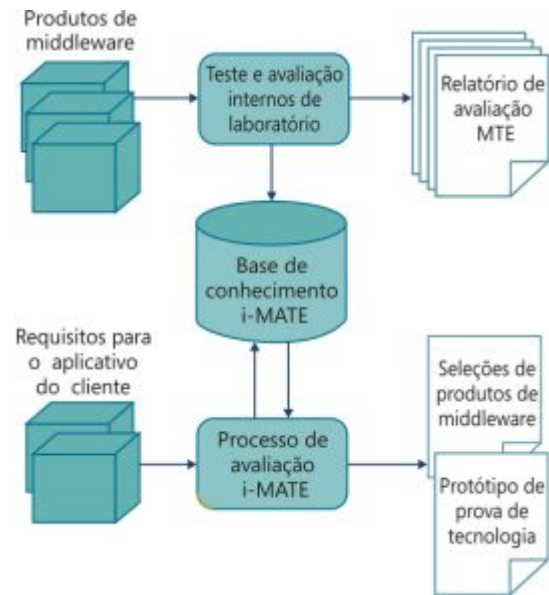 Produtos de
middleware
Teste e avaliação
internos de
laboratório
Relatório de
avaliação
MTE
Base de
conhecimento
i-MATE
Requisitos para
o aplicativo
do cliente
Processo de
avaliação
i-MATE
Seleções de
produtos de
middleware
Protótipo de
prova de
tecnologia